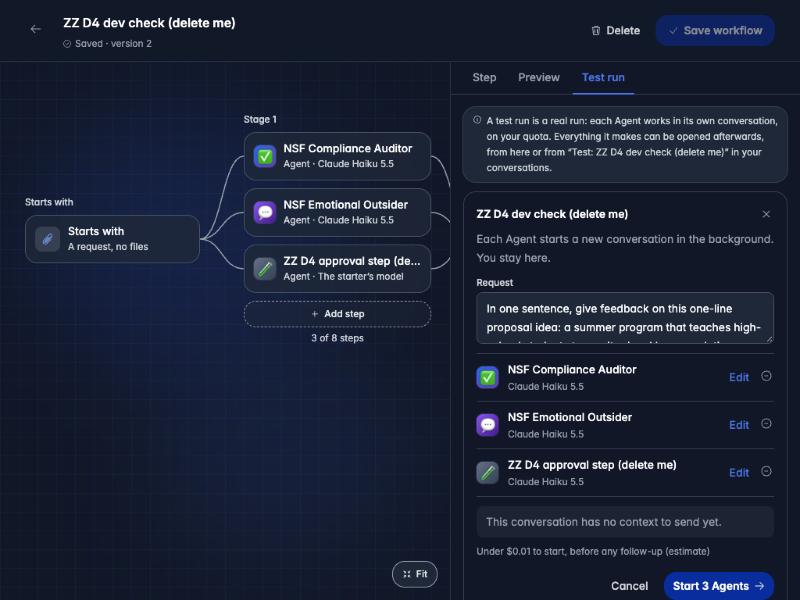 ZZ D4 dev check (delete me)
Saved · version 2
Delete
Save workflow
Step
Preview
Test run
Stage 1
NSF Compliance Auditor
Agent · Claude Haiku 5.5
NSF Emotional Outsider
Agent · Claude Haiku 5.5
Starts with
Starts with
A request, no files
ZZ D4 approval step (de...
Agent · The starter's model
+ Add step
3 of 8 steps
Fit
A test run is a real run: each Agent works in its own conversation,
on your quota. Everything it makes can be opened afterwards,
from here or from "Test: ZZ D4 dev check (delete me)" in your
conversations.
ZZ D4 dev check (delete me)
Each Agent starts a new conversation in the background.
You stay here.
Request
In one sentence, give feedback on this one-line
proposal idea: a summer program that teaches high-
NSF Compliance Auditor
Claude Haiku 5.5
Edit
NSF Emotional Outsider
Claude Haiku 5.5
Edit
ZZ D4 approval step (delete me)
Claude Haiku 5.5
Edit
This conversation has no context to send yet.
Under $0.01 to start, before any follow-up (estimate)
Cancel
Start 3 Agents →